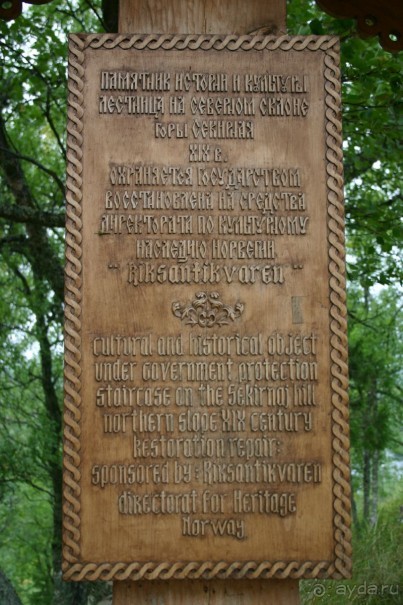 ПАМЯТНИК ИСТОРИИ И КУЛЬТУРЫ
ЛЕСТНИЦА НА СЕВЕРНОМ СКЛОНЕ
ГОРЫ СЕКИРНАЯ
XIX В.
ОХРАНЯЕТСЯ ГОСУДАРСТВОМ.
ВОССТАНОВЛЕНА НА СРЕДСТВА
ДИРЕКТОРАТА ПО КУЛЬТУРНОМУ
НАСЛЕДИЮ НОРВЕГИИ
"RIKSANTIKVAREN"
cultural and historical object
under government protection
staircase on the Sekirnaj hill
northern slope XIX century
Restoration repair:
sponsored by: Riksantikvaren
directorat for Heritage
Norway
ayda.ru